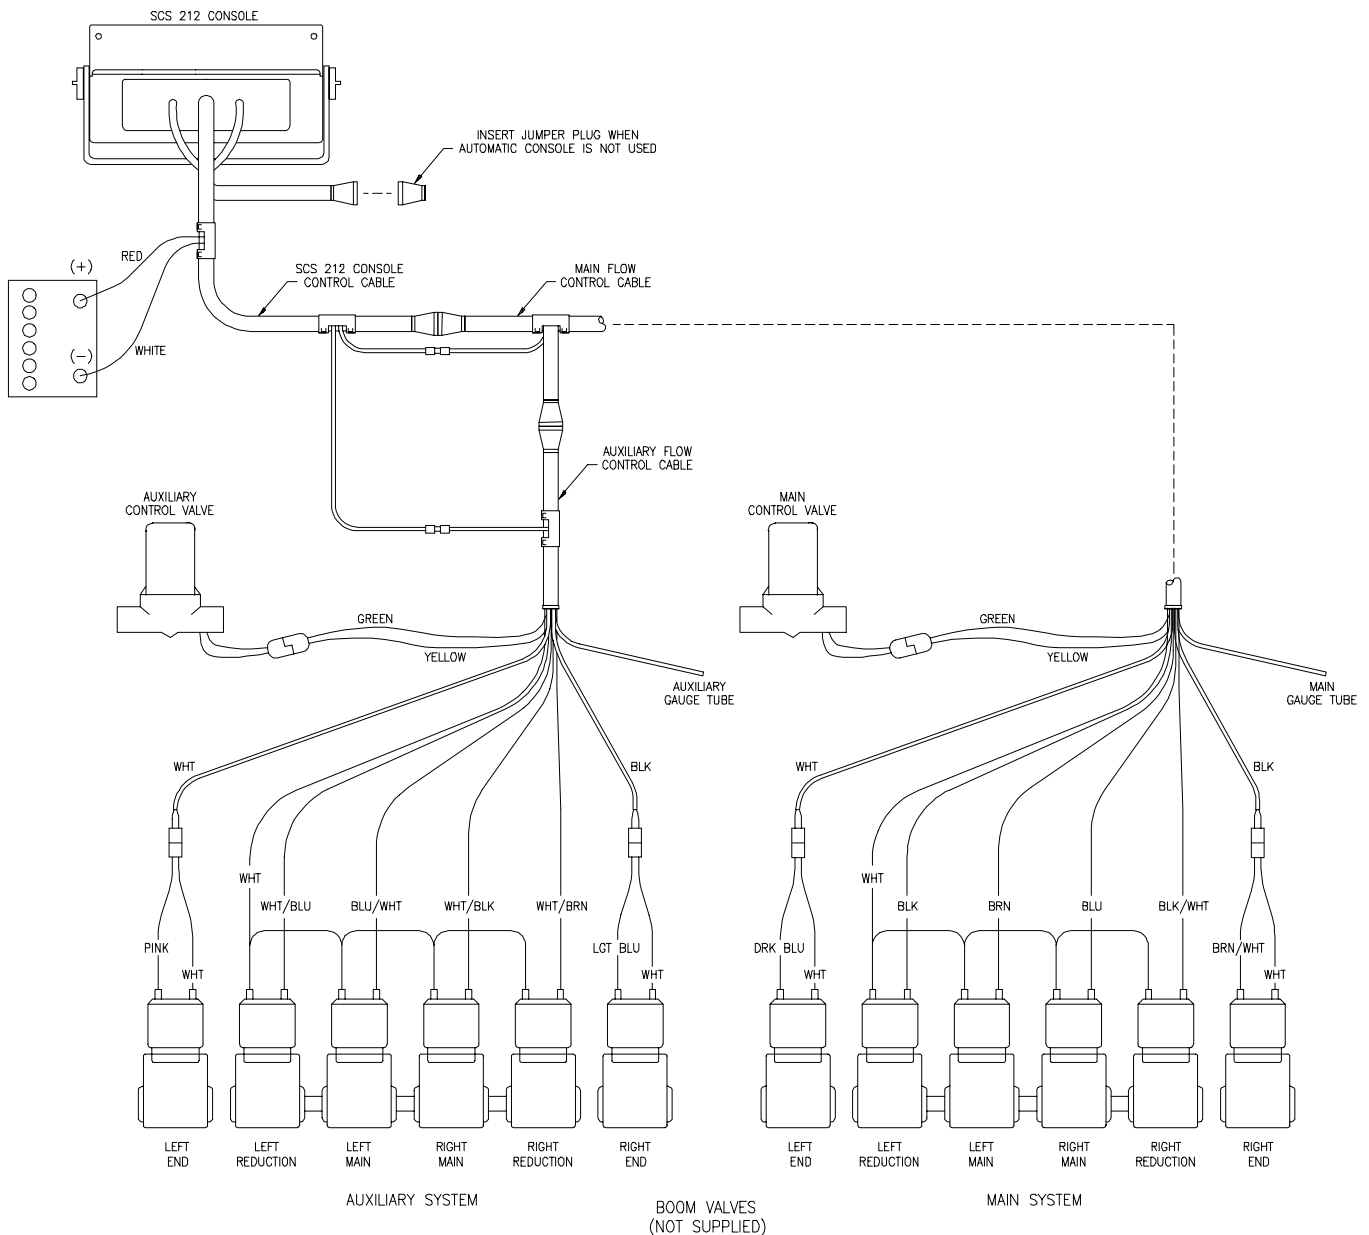 SCS 212 CONSOLE
INSERT JUMPER PLUG WHEN
AUTOMATIC CONSOLE IS NOT USED
RED
(+)
SCS 212 CONSOLE
CONTROL CABLE
MAIN FLOW
CONTROL CABLE
WHITE
(-)
AUXILIARY FLOW
CONTROL CABLE
AUXILIARY
CONTROL VALVE
MAIN
CONTROL VALVE
GREEN
YELLOW
GREEN
YELLOW
AUXILIARY
GAUGE TUBE
MAIN
GAUGE TUBE
WHT
BLK
WHT
BLK
WHT
WHT/BLU
BLU/WHT
WHT/BLK
WHT/BRN
WHT
BLK
BRN
BLU
BLK/WHT
PINK
WHT
LGT BLU
WHT
DRK BLU
WHT
BRN/WHT
WHT
LEFT
END
LEFT
REDUCTION
LEFT
MAIN
RIGHT
MAIN
RIGHT
REDUCTION
RIGHT
END
LEFT
END
LEFT
REDUCTION
LEFT
MAIN
RIGHT
MAIN
RIGHT
REDUCTION
RIGHT
END
AUXILIARY SYSTEM
MAIN SYSTEM
BOOM VALVES
(NOT SUPPLIED)